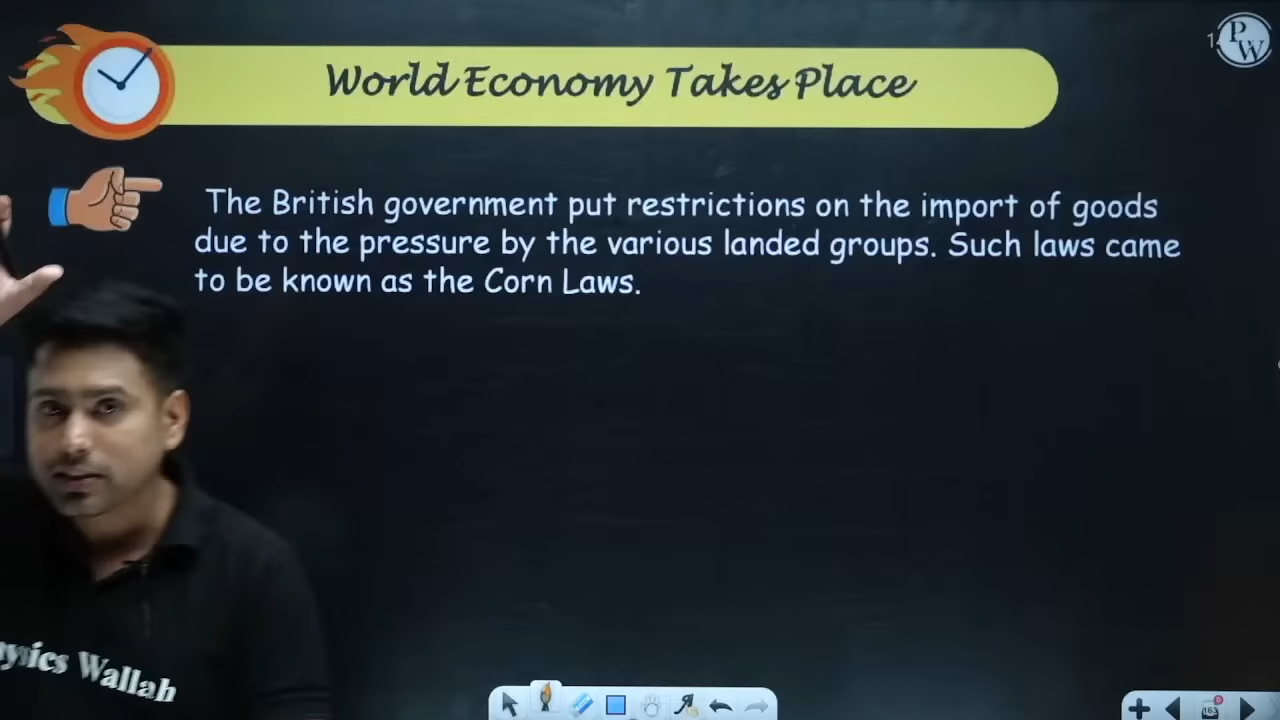 World Economy Takes Place
PW
The British government put restrictions on the import of goods
due to the pressure by the various landed groups. Such laws came
to be known as the Corn Laws.
Wallah
163